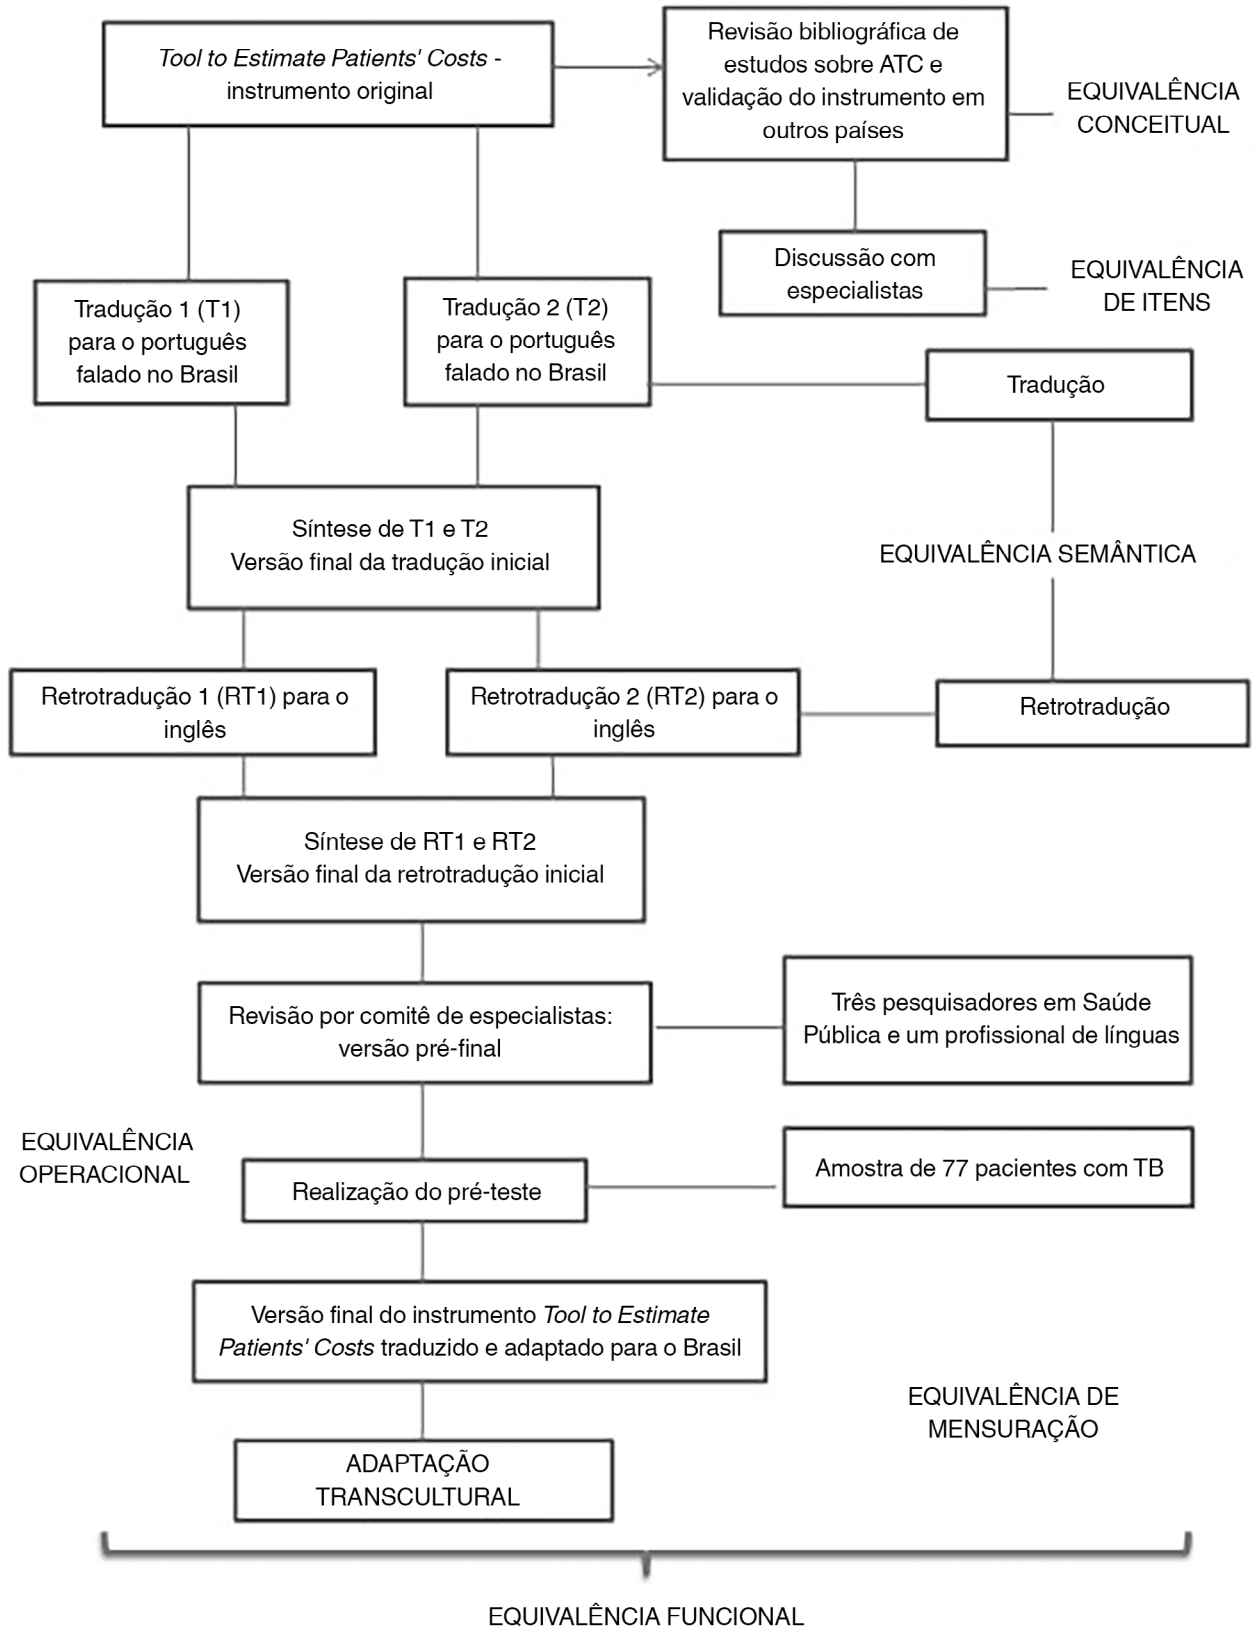 Tool to Estimate Patients' Costs -
instrumento original
Revisão bibliográfica de
estudos sobre ATC e
validação do instrumento em
outros países
EQUIVALÊNCIA
CONCEITUAL
Discussão com
especialistas
EQUIVALÊNCIA
DE ITENS
Tradução 1 (T1)
para o português
falado no Brasil
Tradução 2 (T2)
para o português
falado no Brasil
Tradução
Síntese de T1 e T2
Versão final da tradução inicial
EQUIVALÊNCIA SEMÂNTICA
Retrotradução 1 (RT1) para o
inglês
Retrotradução 2 (RT2) para o
inglês
Retrotradução
Síntese de RT1 e RT2
Versão final da retrotradução inicial
Revisão por comitê de especialistas:
versão pré-final
Três pesquisadores em Saúde
Pública e um profissional de línguas
EQUIVALÊNCIA
OPERACIONAL
Realização do pré-teste
Amostra de 77 pacientes com TB
Versão final do instrumento Tool to Estimate
Patients' Costs traduzido e adaptado para o Brasil
EQUIVALÊNCIA DE
MENSURAÇÃO
ADAPTAÇÃO
TRANSCULTURAL
EQUIVALÊNCIA FUNCIONAL